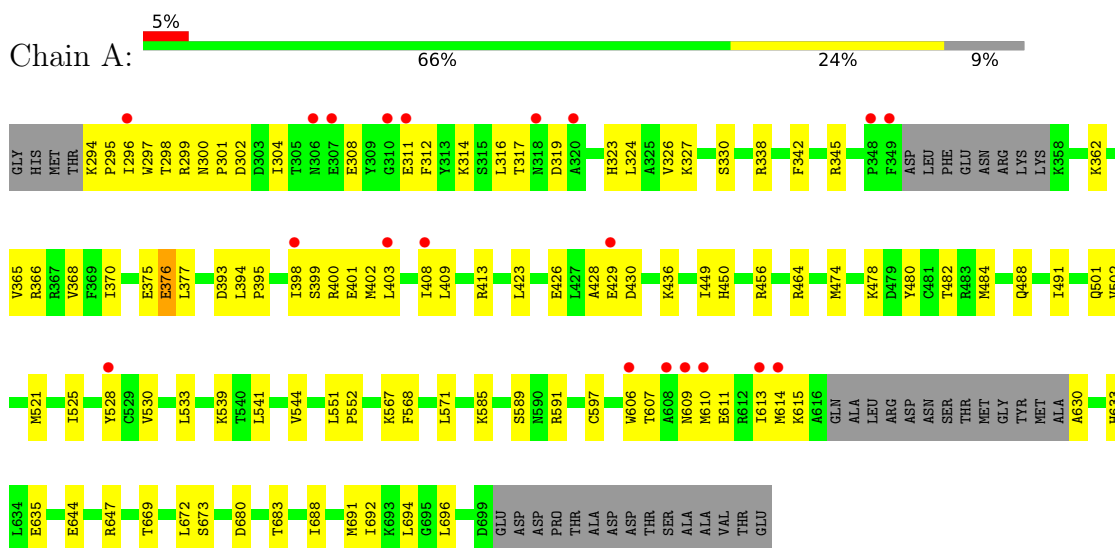 5%
Chain A:
66% 24% 9%
GLY HIS MET THR K294 P295 I296 W297 T298 R299 N300 P301 D302 D303 I304 T305 N306 E307 E308 Y309 G310 E311 F312 Y313 K314 S315 L316 T317 N318 D319 A320 H323 L324 A325 V326 K327 S330 R338 F342 R345 P348 F349 ASP LEU PHE GLU ASN ARG LYS LYS K358 K362
V365 R366 R367 V368 F369 I370 E375 E376 L377 D393 L394 P395 I398 S399 R400 E401 M402 L403 I408 L409 R413 L423 E426 L427 A428 E429 D430 K436 I449 H450 R456 R464 M474 K478 D479 Y480 C481 T482 R483 M484 Q488 I491 Q501 V502
M521 I525 Y528 C529 V530 L533 K539 T540 L541 V544 L551 P552 K567 F568 L571 K585 S589 N590 R591 C597 W606 T607 A608 N609 M610 E611 R612 I613 M614 K615 A616 GLN ALA LEU ARG ASP ASN SER THR MET GLY TYR MET ALA A630 H633
L634 E635 E644 R647 T669 L672 S673 D680 T683 I688 M691 I692 K693 L694 G695 L696 D699 GLU ASP ASP PRO THR ALA ASP ASP THR SER ALA ALA VAL THR GLU